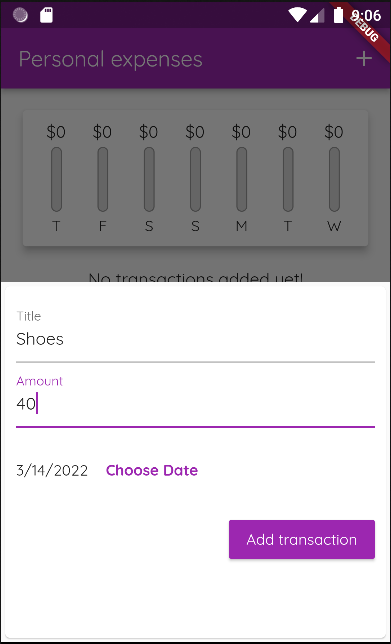 9:06
DEBUG
Personal expenses
$0 $0 $0 $0 $0 $0 $0
T F S S M T W
No transactions added yet!
Title
Shoes
Amount
40
3/14/2022 Choose Date
Add transaction